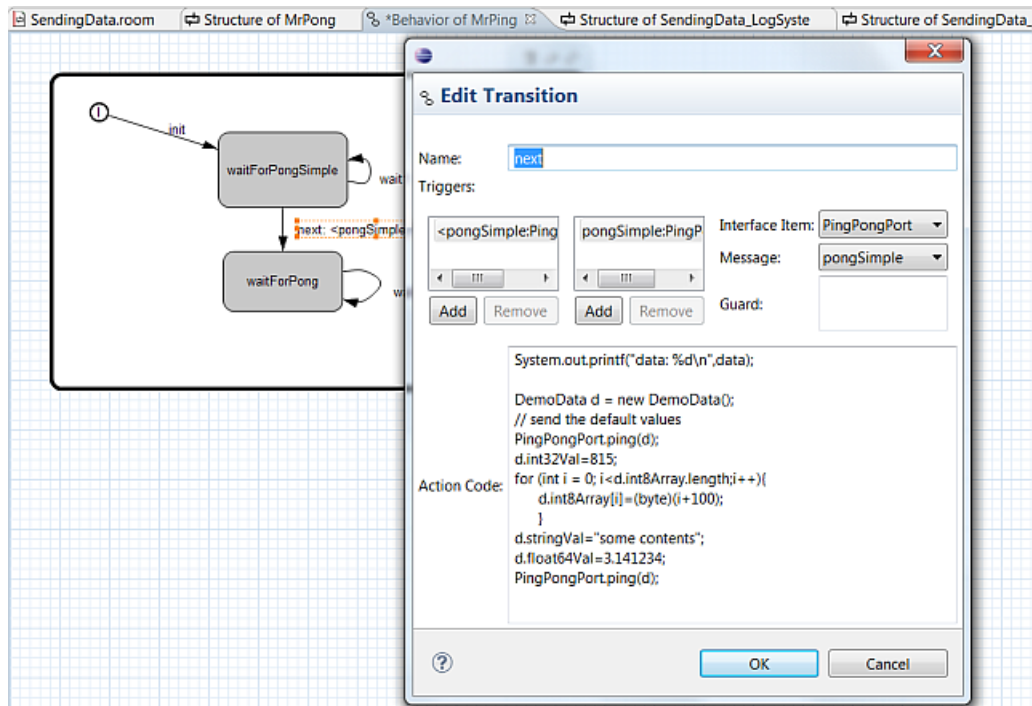 SendingData.room Structure of MrPong *Behavior of MrPing Structure of SendingData_LogSyste Structure of SendingData_
Edit Transition
init
waitForPongSimple
wait
next: <pongSimple
waitForPong
Name: next
Triggers:
<pongSimple:Ping pongSimple:PingP
Add Remove Add Remove
Interface Item: PingPongPort
Message: pongSimple
Guard:
Action Code:
System.out.printf("data: %d\n",data);
DemoData d = new DemoData();
// send the default values
PingPongPort.ping(d);
d.int32Val=815;
for (int i = 0; i<d.int8Array.length;i++){
d.int8Array[i]=(byte)(i+100);
}
d.stringVal="some contents";
d.float64Val=3.141234;
PingPongPort.ping(d);
OK Cancel